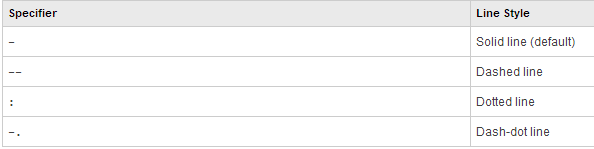 Specifier Line Style
- Solid line (default)
-- Dashed line
: Dotted line
-. Dash-dot line